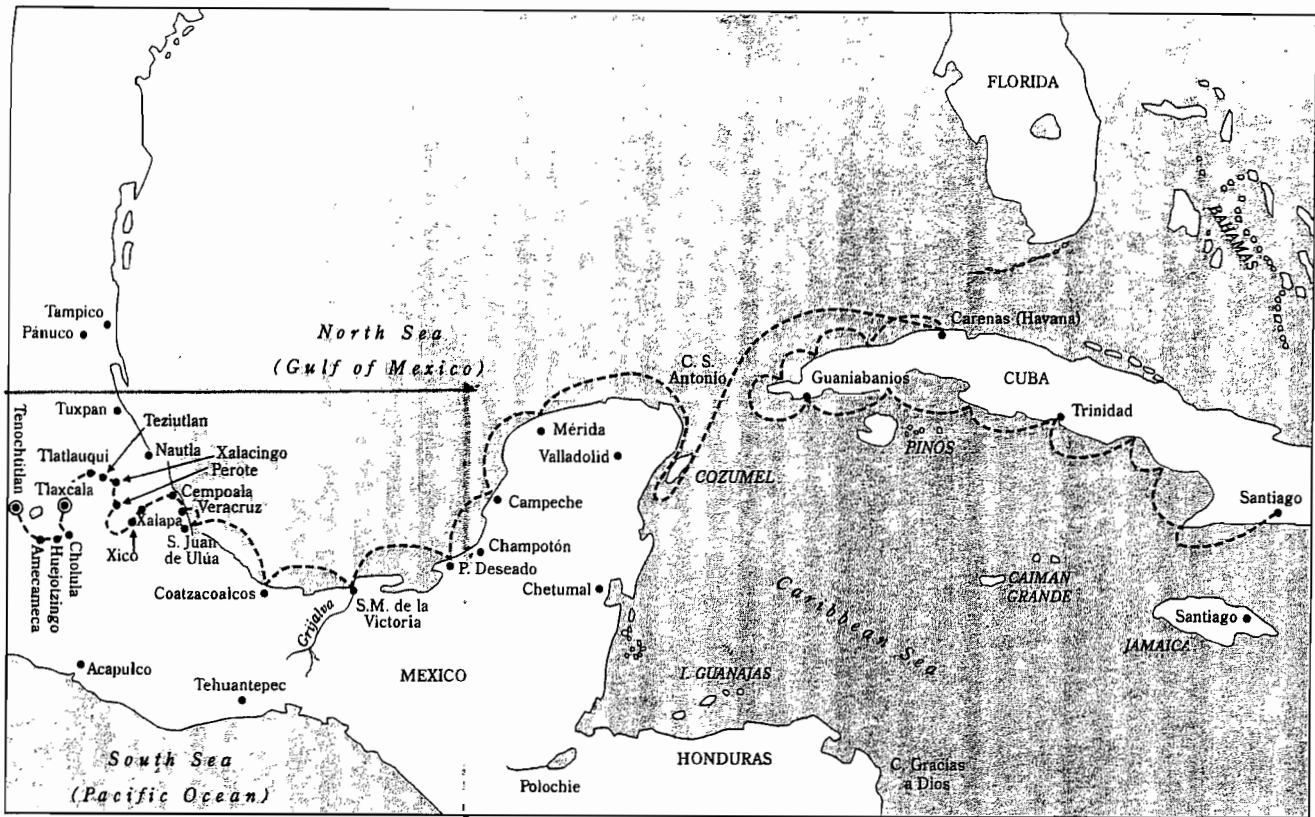 FLORIDA
BAHAMAS
Tampico
Pánuco
North Sea
(Gulf of Mexico)
Carenas (Havana)
C. S.
Antonio
Guaniabanios
CUBA
Trinidad
PINOS
Santiago
Tuxpan
Teziutlan
Tenochtitlan
Nautla
Tlatlauqui
Xalacingo
Perote
Tlaxcala
Cempoala
Veracruz
Xalapa
Xico
S. Juan
de Ulúa
Amecameca
Huejotzingo
Cholula
Mérida
Valladolid
COZUMEL
Campeche
Champotón
P. Deseado
Chetumal
Coatzacoalcos
S.M. de la
Victoria
Grijalva
Caribbean Sea
CAIMAN
GRANDE
Santiago
JAMAICA
Acapulco
Tehuantepec
MEXICO
I. GUANAJAS
South Sea
(Pacific Ocean)
Polochie
HONDURAS
C. Gracias
a Dios